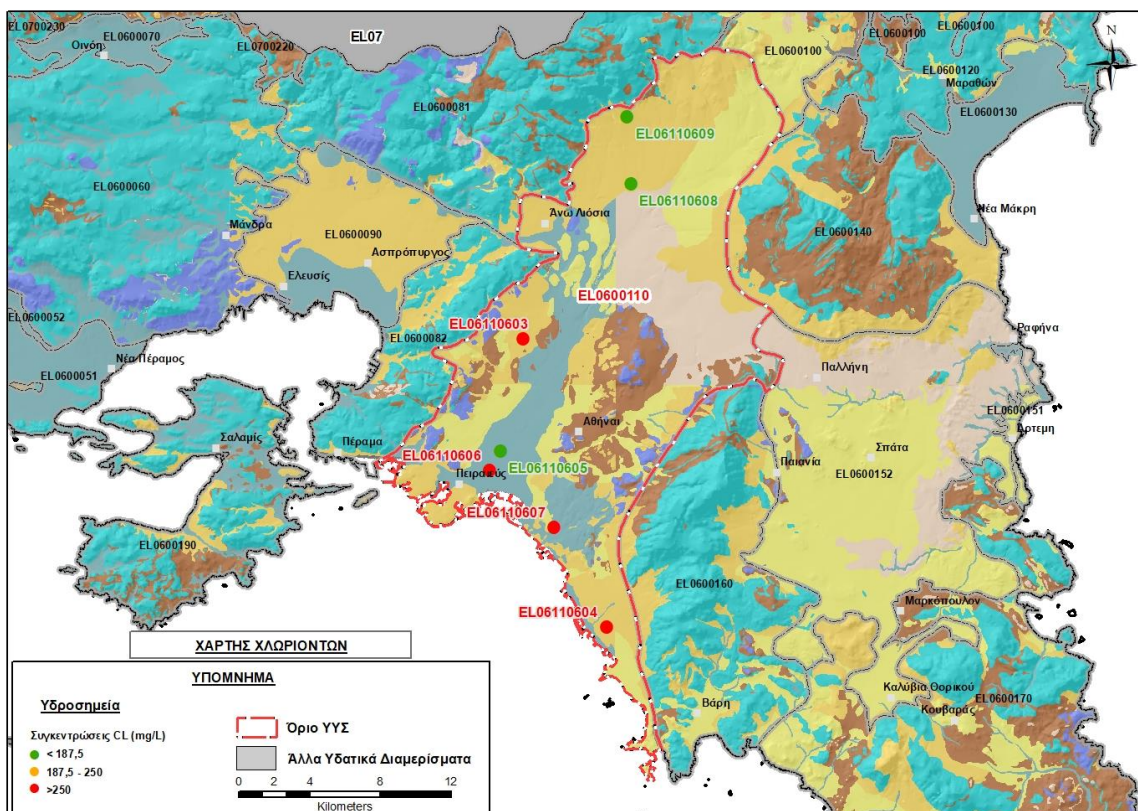 EL0700230
Οινόη
EL0600070
EL0700220
EL07
EL0600081
EL0600100
EL0600100
EL0600100
EL0600120
Μαραθών
EL0600130
N
EL06110609
EL06110608
EL0600060
Μάνδρα
EL0600090
Ασπρόπυργος
Ελευσίς
Άνω Λιόσια
EL0600140
Νέα Μάκρη
EL0600052
EL0600051
Νέα Πέραμος
EL0600082
EL0600110
EL06110603
Ραφήνα
Παλλήνη
EL0600151
Άρτεμη
Σαλαμίς
Πέραμα
Αθήναι
Σπάτα
EL0600152
Παιανία
EL06110606
EL06110605
Πειραιεύς
EL06110607
EL0600190
EL0600160
EL06110604
Μαρκόπουλον
Βάρη
Καλύβια Θορικού
EL0600170
Κουβαράς
ΧΑΡΤΗΣ ΧΛΩΡΙΟΝΤΩΝ
ΥΠΟΜΝΗΜΑ
Υδροσημεία
Συγκεντρώσεις CL (mg/L)
< 187,5
187,5 - 250
>250
Όριο ΥΥΣ
Άλλα Υδατικά Διαμερίσματα
0 2 4 8 12
Kilometers